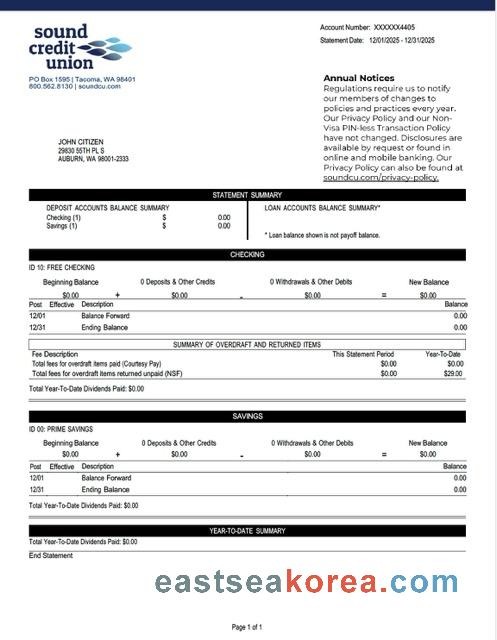 sound
credit
union
PO Box 1595 | Tacoma, WA 98401
800.562.8130 | soundcu.com
Account Number: XXXXXX4405
Statement Date: 12/01/2025 - 12/31/2025
Annual Notices
Regulations require us to notify
our members of changes to
policies and practices every year.
Our Privacy Policy and our Non-
Visa PIN-less Transaction Policy
have not changed. Disclosures are
available by request or found in
online and mobile banking. Our
Privacy Policy can also be found at
soundcu.com/privacy-policy.
JOHN CITIZEN
29830 55TH PL S
AUBURN, WA 98001-2333
STATEMENT SUMMARY
DEPOSIT ACCOUNTS BALANCE SUMMARY
Checking (1) $ 0.00
Savings (1) $ 0.00
LOAN ACCOUNTS BALANCE SUMMARY*
* Loan balance shown is not payoff balance.
CHECKING
ID 10: FREE CHECKING
Beginning Balance 0 Deposits & Other Credits 0 Withdrawals & Other Debits New Balance
$0.00 + $0.00 - $0.00 = $0.00
Post Effective Description Balance
12/01 Balance Forward 0.00
12/31 Ending Balance 0.00
SUMMARY OF OVERDRAFT AND RETURNED ITEMS
Fee Description This Statement Period Year-To-Date
Total fees for overdraft items paid (Courtesy Pay) $0.00 $0.00
Total fees for overdraft items returned unpaid (NSF) $0.00 $29.00
Total Year-To-Date Dividends Paid: $0.00
SAVINGS
ID 00: PRIME SAVINGS
Beginning Balance 0 Deposits & Other Credits 0 Withdrawals & Other Debits New Balance
$0.00 + $0.00 - $0.00 = $0.00
Post Effective Description Balance
12/01 Balance Forward 0.00
12/31 Ending Balance 0.00
Total Year-To-Date Dividends Paid: $0.00
YEAR-TO-DATE SUMMARY
Total Year-To-Date Dividends Paid: $0.00
End Statement
eastseakorea.com
Page 1 of 1